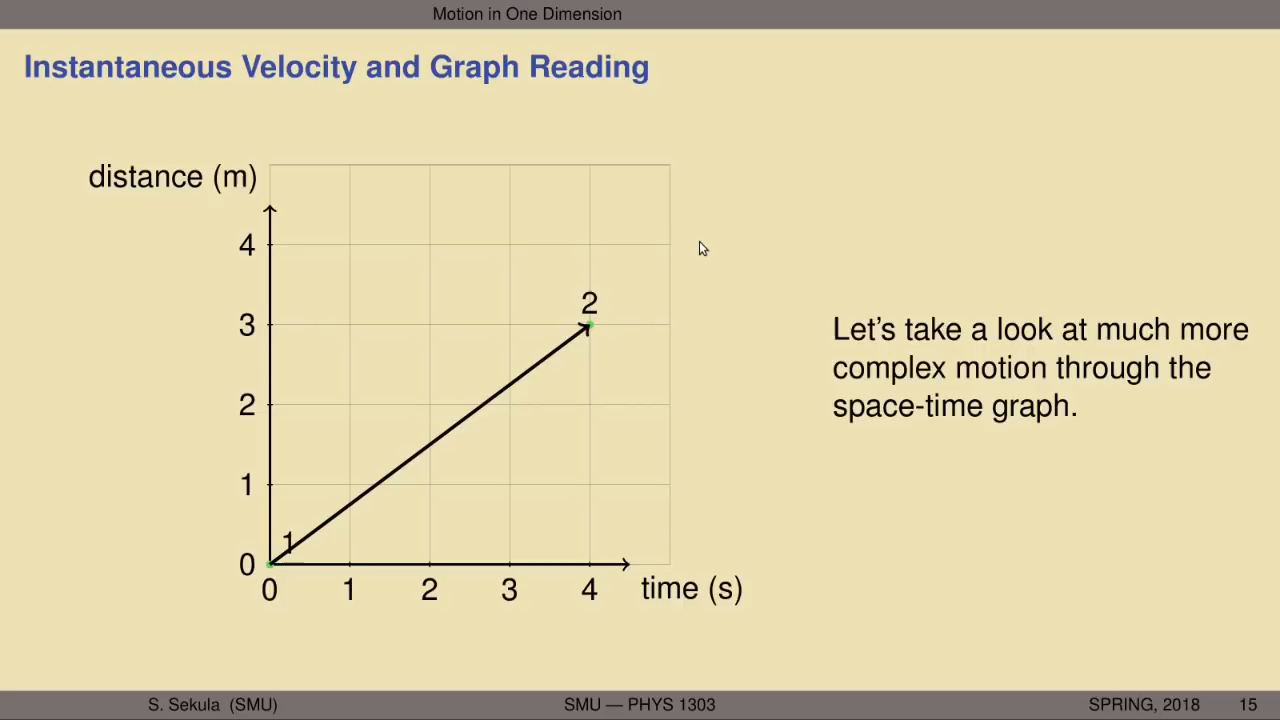 Motion in One Dimension
Instantaneous Velocity and Graph Reading
distance (m)
4
3
2
1
0
2
1
0 1 2 3 4 time (s)
Let's take a look at much more
complex motion through the
space-time graph.
S. Sekula (SMU) SMU — PHYS 1303 SPRING, 2018 15